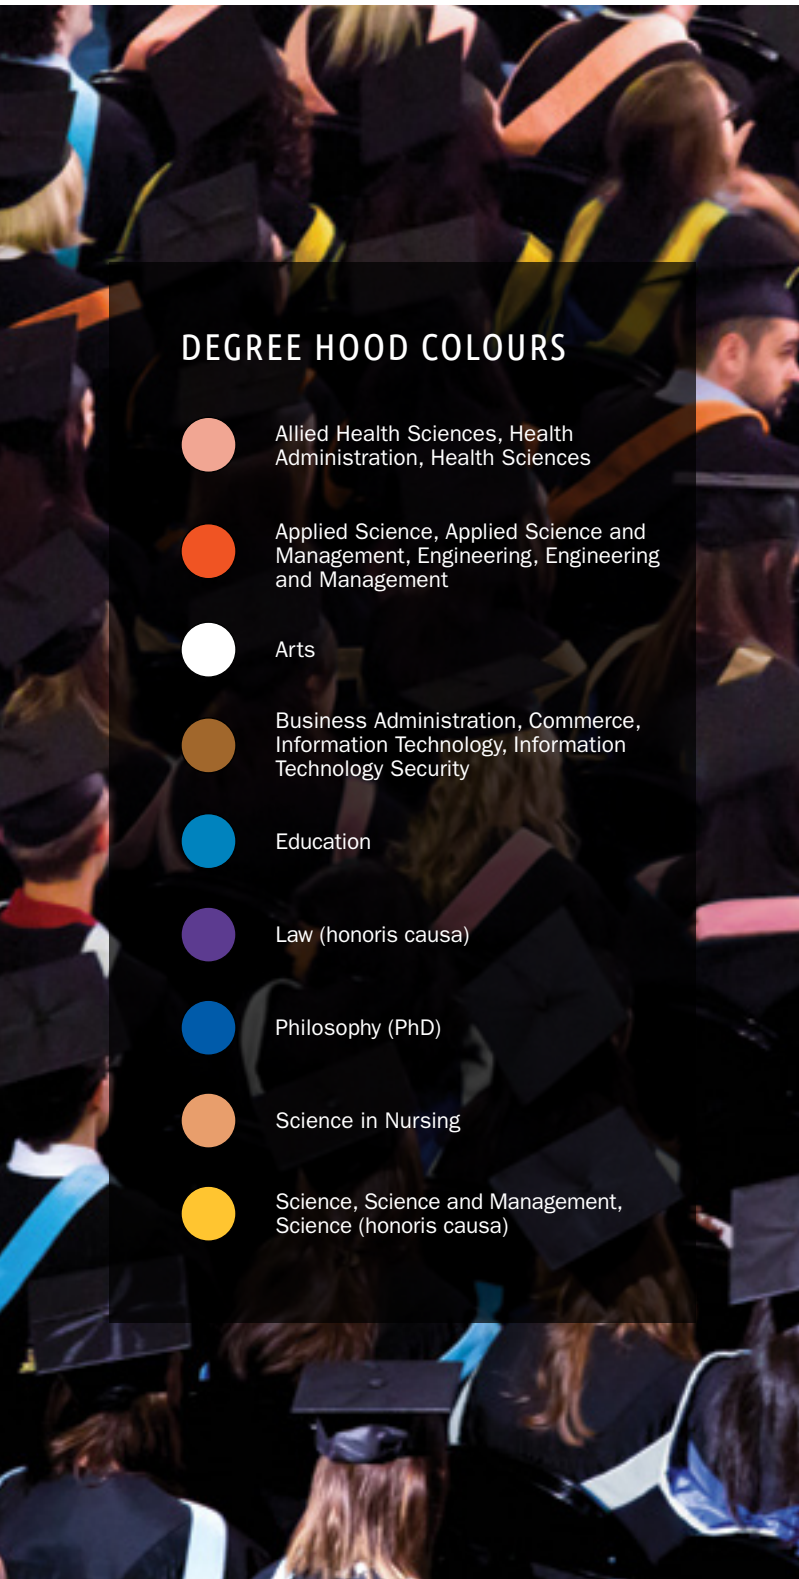 DEGREE HOOD COLOURS
Allied Health Sciences, Health
Administration, Health Sciences
Applied Science, Applied Science and
Management, Engineering, Engineering
and Management
Arts
Business Administration, Commerce,
Information Technology, Information
Technology Security
Education
Law (honoris causa)
Philosophy (PhD)
Science in Nursing
Science, Science and Management,
Science (honoris causa)